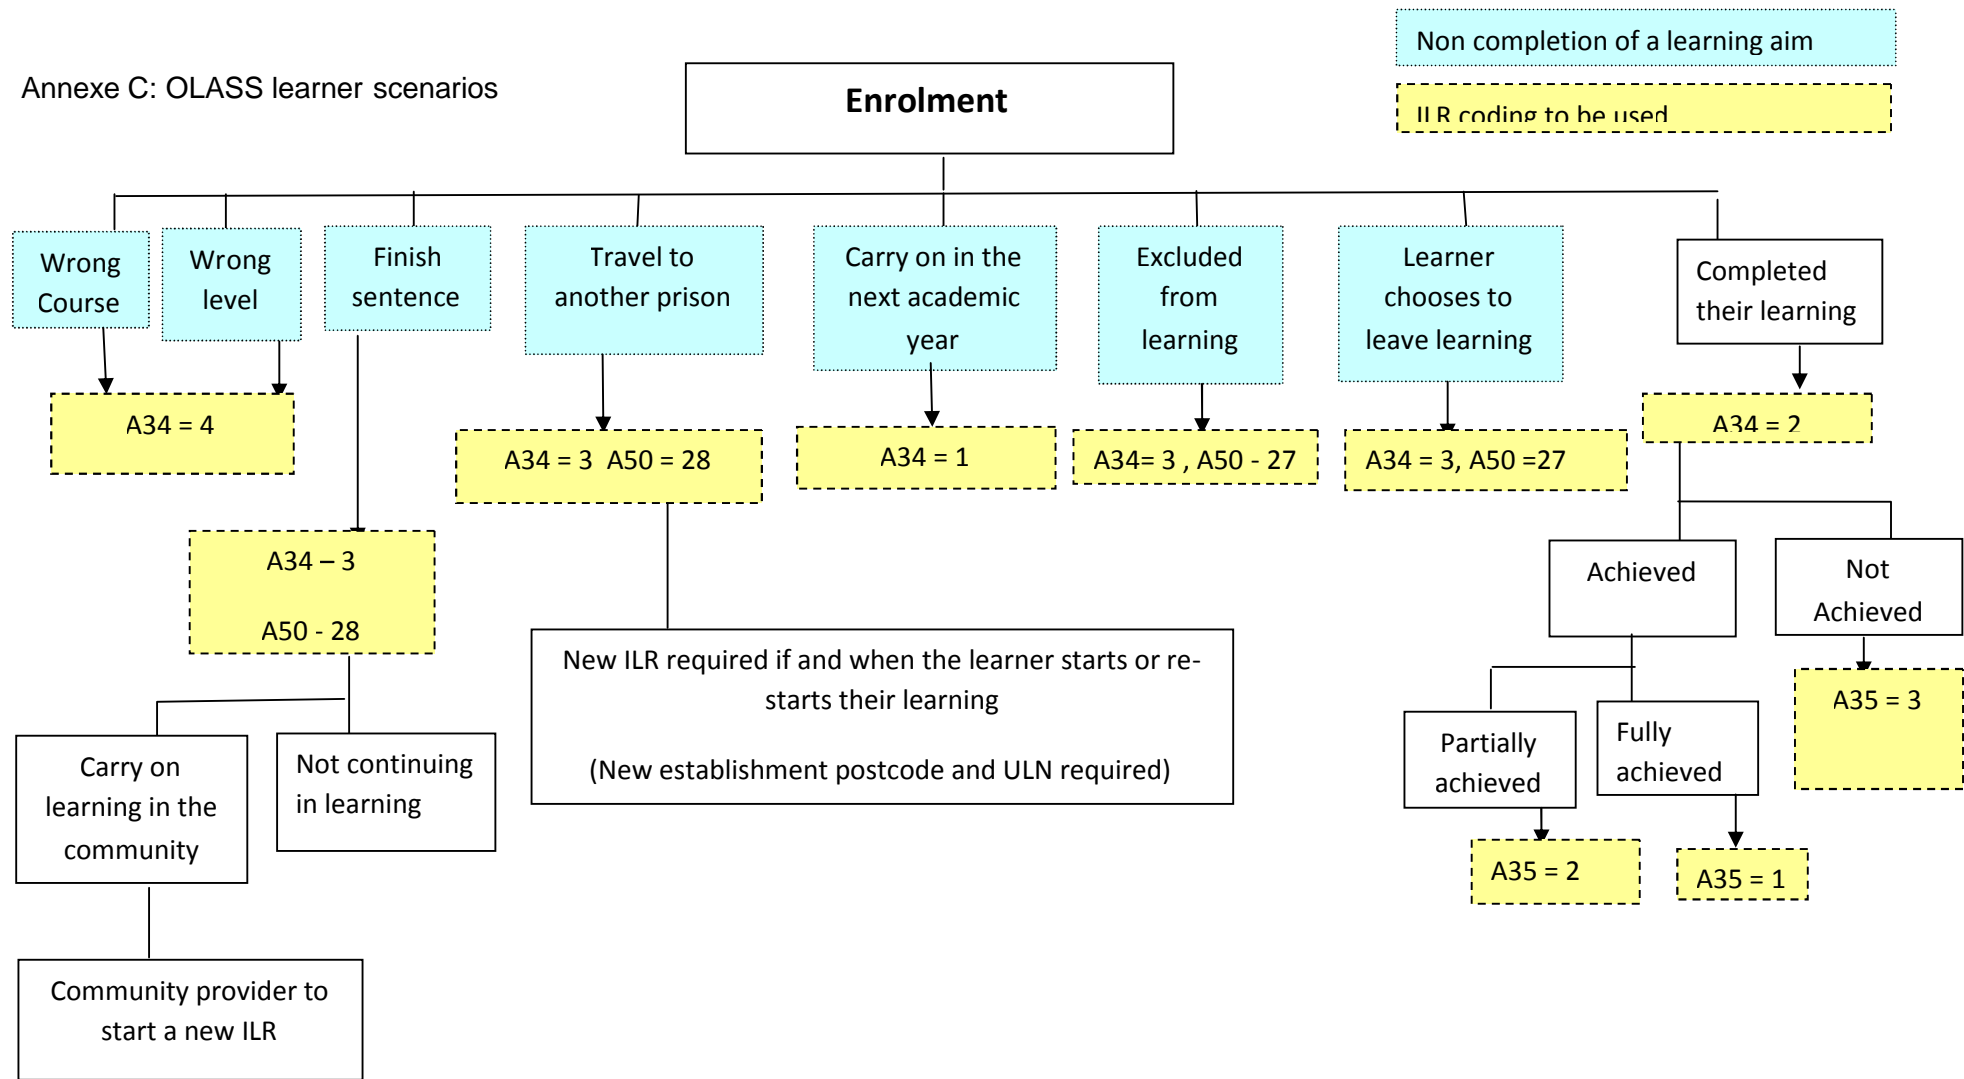 Annexe C: OLASS learner scenarios
Enrolment
Non completion of a learning aim
ILR coding to be used
Wrong
Course
Wrong
level
Finish
sentence
Travel to
another prison
Carry on in the
next academic
year
Excluded
from
learning
Learner
chooses to
leave learning
Completed
their learning
A34 = 4
A34 = 3  A50 = 28
A34 = 1
A34= 3 , A50 - 27
A34 = 3, A50 =27
A34 = 2
A34 – 3
A50 - 28
Achieved
Not
Achieved
New ILR required if and when the learner starts or re-
starts their learning
(New establishment postcode and ULN required)
A35 = 3
Partially
achieved
Fully
achieved
Carry on
learning in the
community
Not continuing
in learning
A35 = 2
A35 = 1
Community provider to
start a new ILR